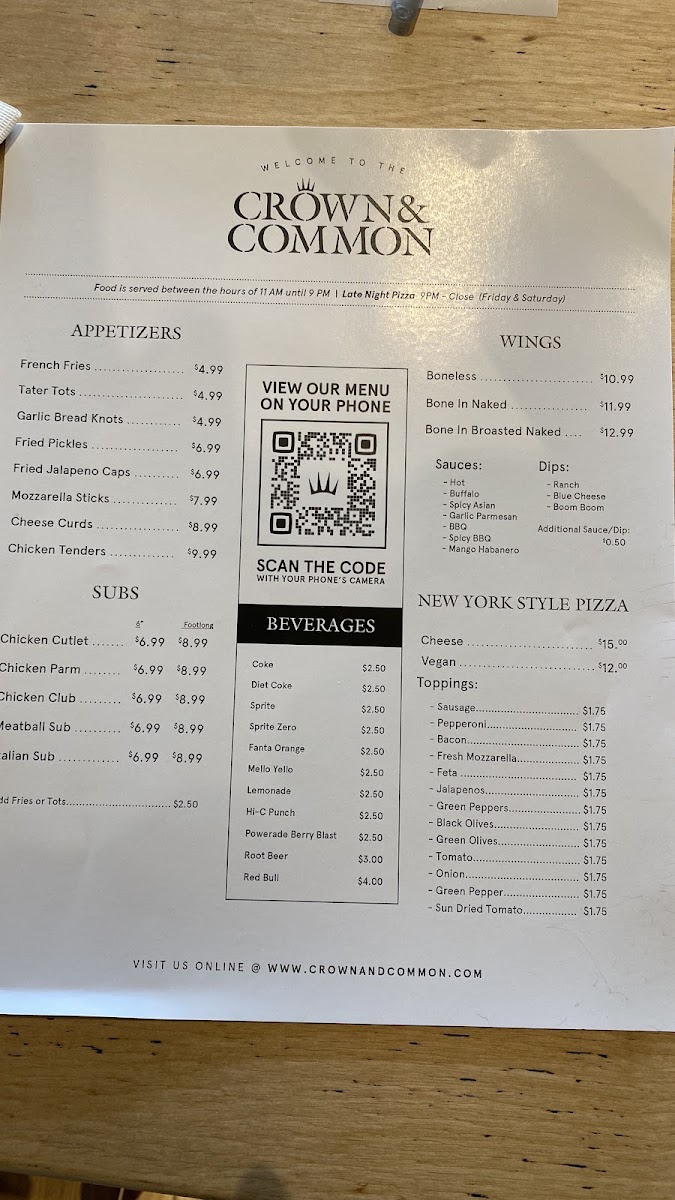 WELCOME TO THE
CROWN&
COMMON
Food is served between the hours of 11 AM until 9 PM | Late Night Pizza 9PM - Close (Friday & Saturday)
APPETIZERS
French Fries .................... $4.99
Tater Tots ....................... $4.99
Garlic Bread Knots ............ $4.99
Fried Pickles .................... $6.99
Fried Jalapeno Caps .......... $6.99
Mozzarella Sticks .............. $7.99
Cheese Curds ................... $8.99
Chicken Tenders .............. $9.99
SUBS
6" Footlong
Chicken Cutlet ....... $6.99 $8.99
Chicken Parm ........ $6.99 $8.99
Chicken Club ......... $6.99 $8.99
Meatball Sub .......... $6.99 $8.99
alian Sub ............. $6.99 $8.99
dd Fries or Tots.............................. $2.50
VIEW OUR MENU
ON YOUR PHONE
SCAN THE CODE
WITH YOUR PHONE'S CAMERA
BEVERAGES
Coke $2.50
Diet Coke $2.50
Sprite $2.50
Sprite Zero $2.50
Fanta Orange $2.50
Mello Yello $2.50
Lemonade $2.50
Hi-C Punch $2.50
Powerade Berry Blast $2.50
Root Beer $3.00
Red Bull $4.00
WINGS
Boneless ........................ $10.99
Bone In Naked ................. $11.99
Bone In Broasted Naked .... $12.99
Sauces:
- Hot
- Buffalo
- Spicy Asian
- Garlic Parmesan
- BBQ
- Spicy BBQ
- Mango Habanero
Dips:
- Ranch
- Blue Cheese
- Boom Boom
Additional Sauce/Dip:
$0.50
NEW YORK STYLE PIZZA
Cheese ........................... $15.00
Vegan ............................. $12.00
Toppings:
- Sausage............................... $1.75
- Pepperoni............................ $1.75
- Bacon.................................. $1.75
- Fresh Mozzarella.................. $1.75
- Feta .................................... $1.75
- Jalapenos............................ $1.75
- Green Peppers..................... $1.75
- Black Olives......................... $1.75
- Green Olives........................ $1.75
- Tomato................................ $1.75
- Onion.................................. $1.75
- Green Pepper...................... $1.75
- Sun Dried Tomato................ $1.75
VISIT US ONLINE @ WWW.CROWNANDCOMMON.COM